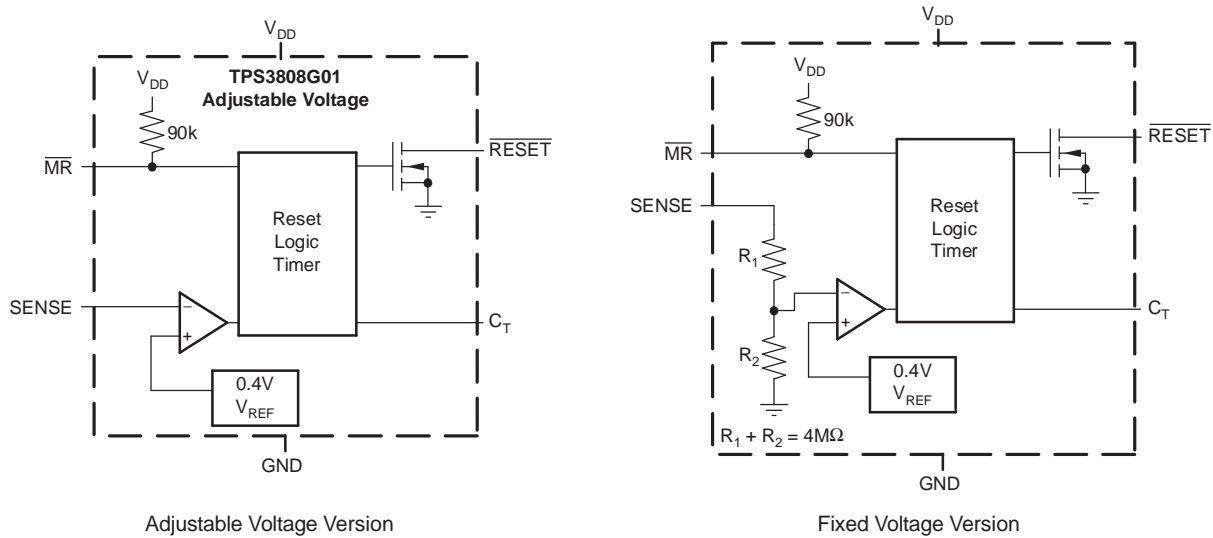 V_DD
V_DD
TPS3808G01
Adjustable Voltage
90k
MR
RESET
Reset
Logic
Timer
SENSE
−
+
C_T
0.4V
V_REF
GND
Adjustable Voltage Version
V_DD
V_DD
90k
MR
RESET
SENSE
Reset
Logic
Timer
R_1
−
+
C_T
R_2
0.4V
V_REF
R_1 + R_2 = 4MΩ
GND
Fixed Voltage Version